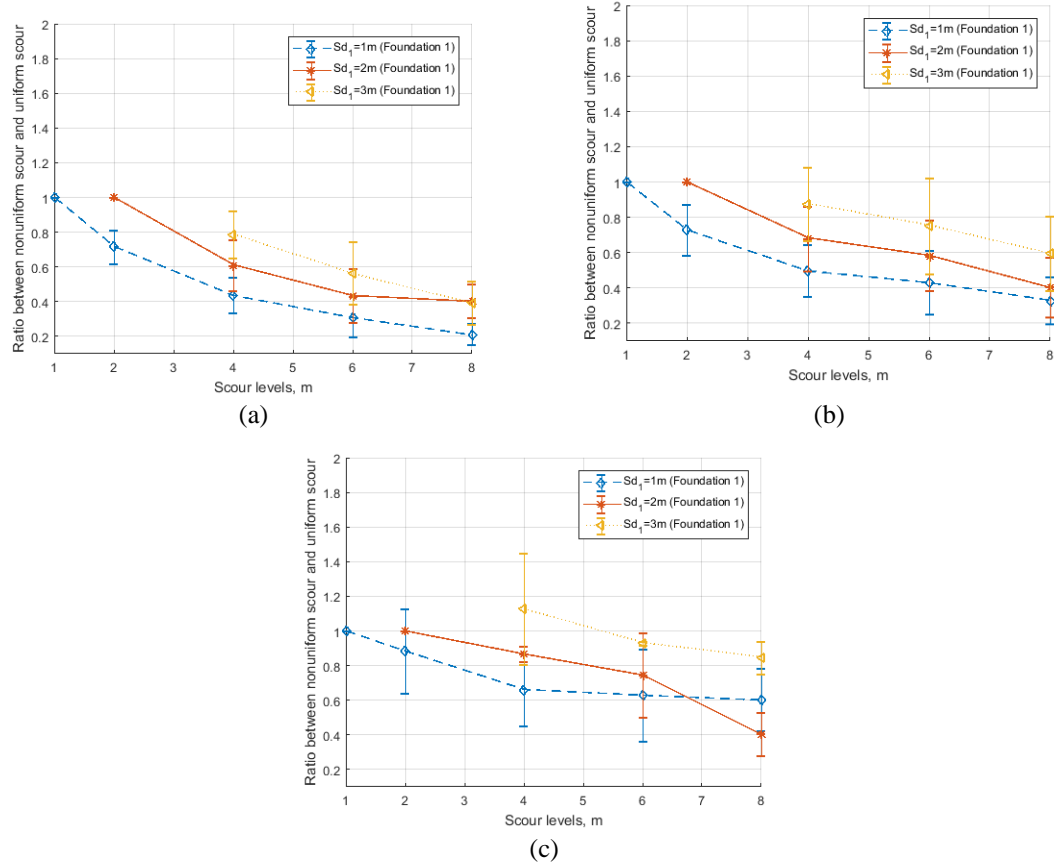 2
1.8
1.6
1.4
1.2
1
0.8
0.6
0.4
0.2
Ratio between nonuniform scour and uniform scour
Sd1=1m (Foundation 1)
Sd1=2m (Foundation 1)
Sd1=3m (Foundation 1)
1 2 3 4 5 6 7 8
Scour levels, m
(a)
2
1.8
1.6
1.4
1.2
1
0.8
0.6
0.4
0.2
Ratio between nonuniform scour and uniform scour
Sd1=1m (Foundation 1)
Sd1=2m (Foundation 1)
Sd1=3m (Foundation 1)
1 2 3 4 5 6 7 8
Scour levels, m
(b)
2
1.8
1.6
1.4
1.2
1
0.8
0.6
0.4
0.2
Ratio between nonuniform scour and uniform scour
Sd1=1m (Foundation 1)
Sd1=2m (Foundation 1)
Sd1=3m (Foundation 1)
1 2 3 4 5 6 7 8
Scour levels, m
(c)